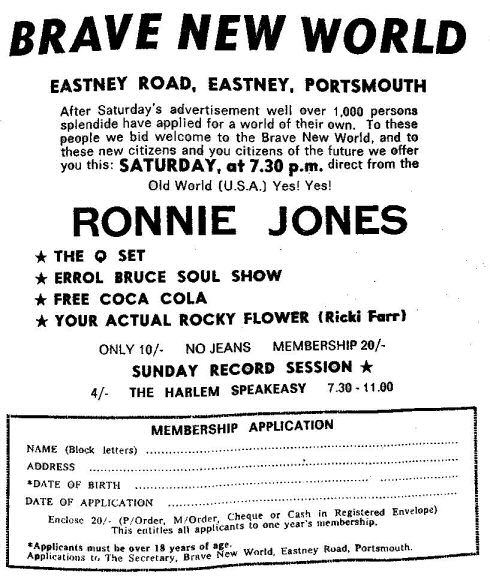 BRAVE NEW WORLD
EASTNEY ROAD, EASTNEY, PORTSMOUTH
After Saturday's advertisement well over 1,000 persons
splendide have applied for a world of their own. To these
people we bid welcome to the Brave New World, and to
these new citizens and you citizens of the future we offer
you this: SATURDAY, at 7.30 p.m. direct from the
Old World (U.S.A.) Yes! Yes!
RONNIE JONES
★ THE Q SET
★ ERROL BRUCE SOUL SHOW
★ FREE COCA COLA
★ YOUR ACTUAL ROCKY FLOWER (Ricki Farr)
ONLY 10/- NO JEANS MEMBERSHIP 20/-
SUNDAY RECORD SESSION ★
4/- THE HARLEM SPEAKEASY 7.30 - 11.00
MEMBERSHIP APPLICATION
NAME (Block letters)
ADDRESS
*DATE OF BIRTH
DATE OF APPLICATION
Enclose 20/- (P/Order, M/Order, Cheque or Cash in Registered Envelope)
This entitles all applicants to one year's membership.
*Applicants must be over 18 years of age.
Applications to The Secretary, Brave New World, Eastney Road, Portsmouth.